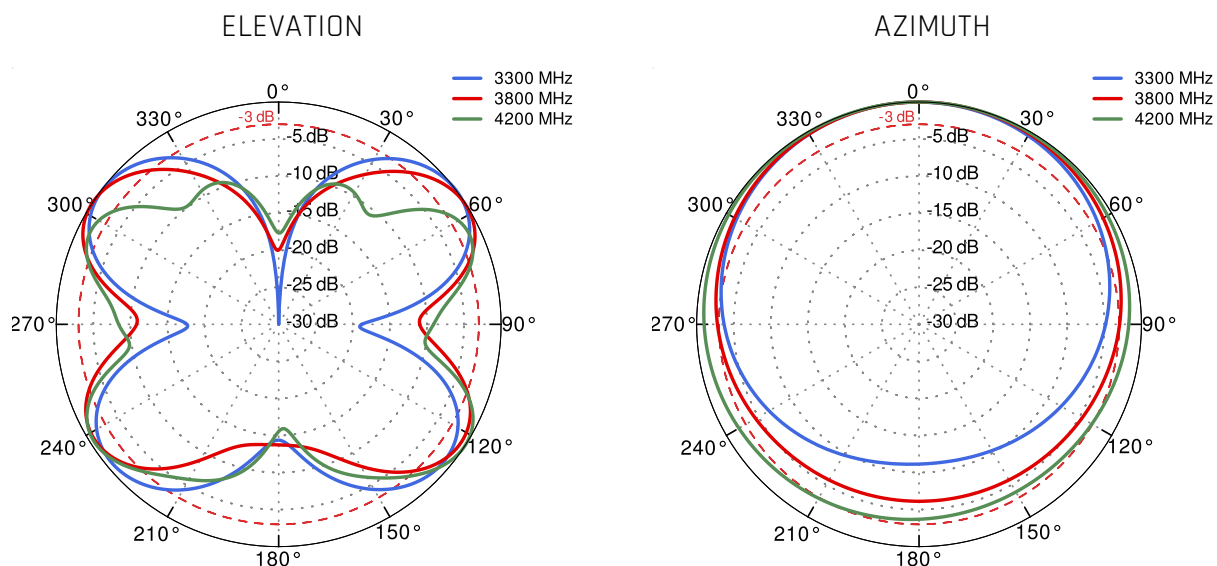 ELEVATION
3300 MHz
3800 MHz
4200 MHz
0°
-3 dB
330°
30°
-5 dB
-10 dB
300°
60°
-15 dB
-20 dB
-25 dB
270°
-30 dB
90°
240°
120°
210°
150°
180°
AZIMUTH
3300 MHz
3800 MHz
4200 MHz
0°
-3 dB
330°
30°
-5 dB
-10 dB
300°
60°
-15 dB
-20 dB
-25 dB
270°
-30 dB
90°
240°
120°
210°
150°
180°